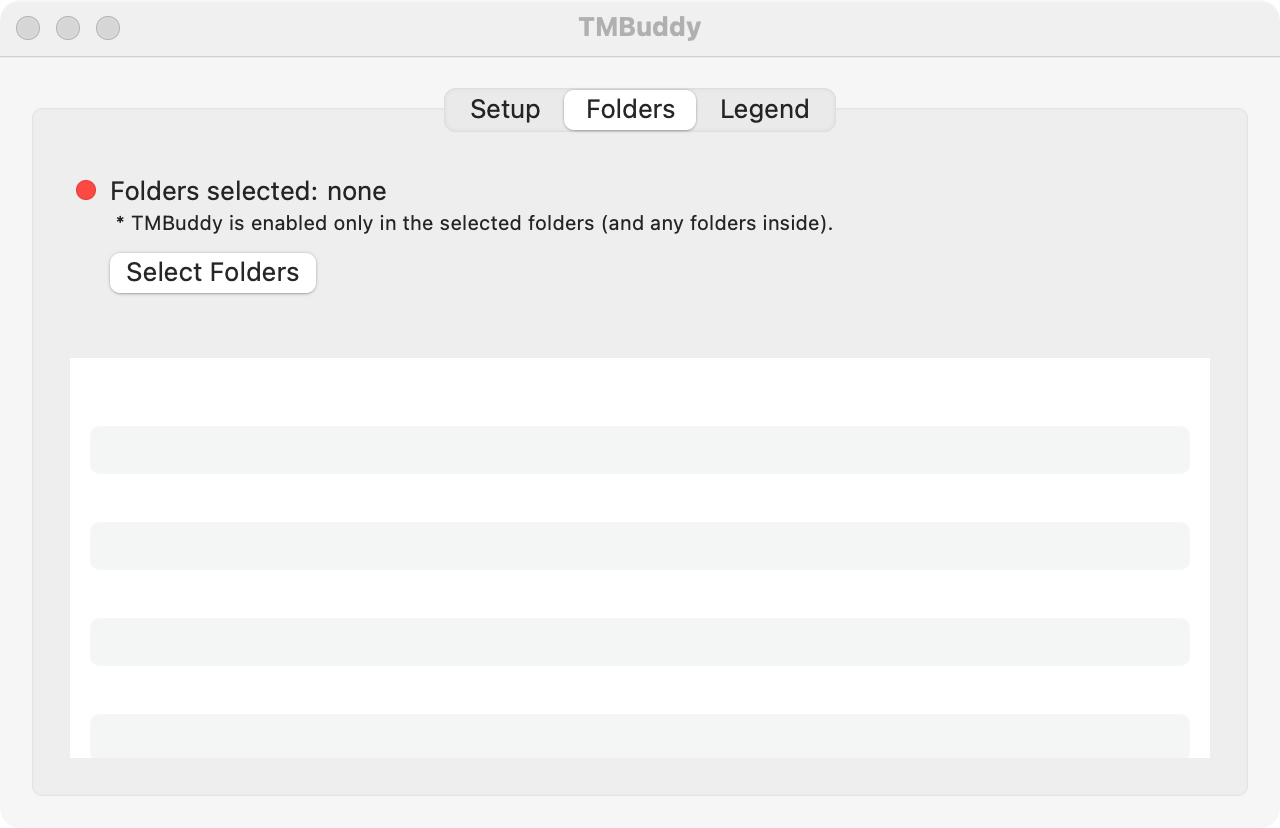 TMBuddy
Setup Folders Legend
Folders selected: none
* TMBuddy is enabled only in the selected folders (and any folders inside).
Select Folders